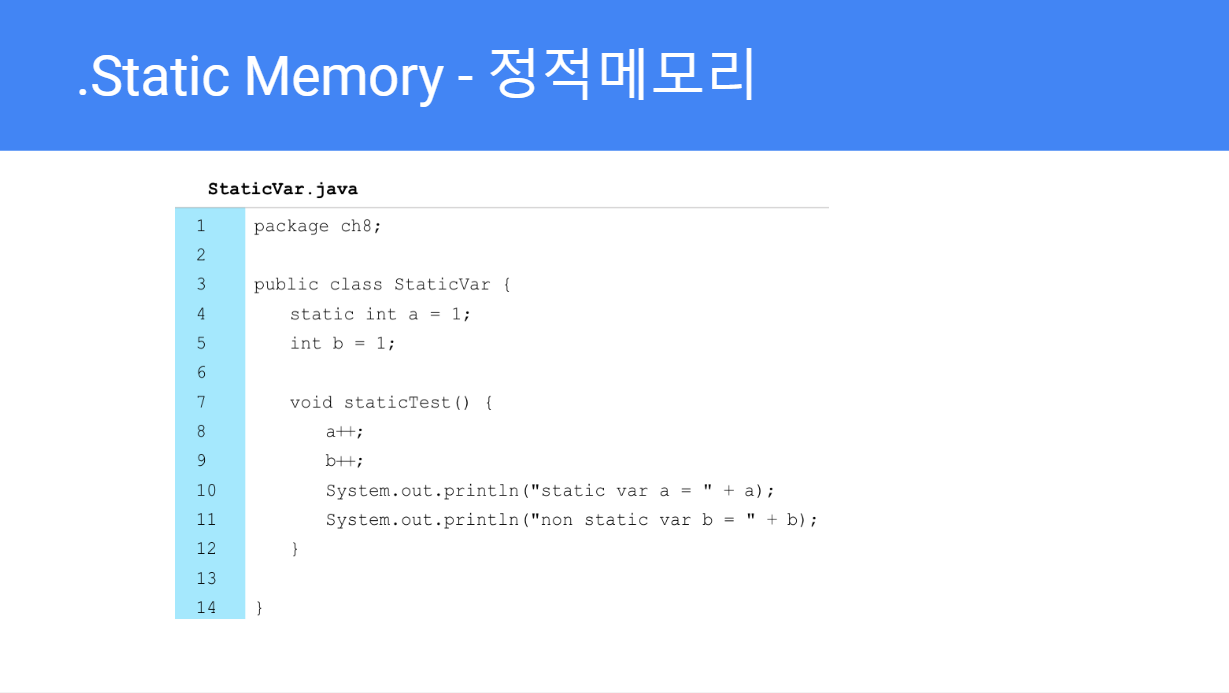 .Static Memory - 정적메모리
StaticVar.java
1 package ch8;
2
3 public class StaticVar {
4 static int a = 1;
5 int b = 1;
6
7 void staticTest() {
8 a++;
9 b++;
10 System.out.println("static var a = " + a);
11 System.out.println("non static var b = " + b);
12 }
13
14 }